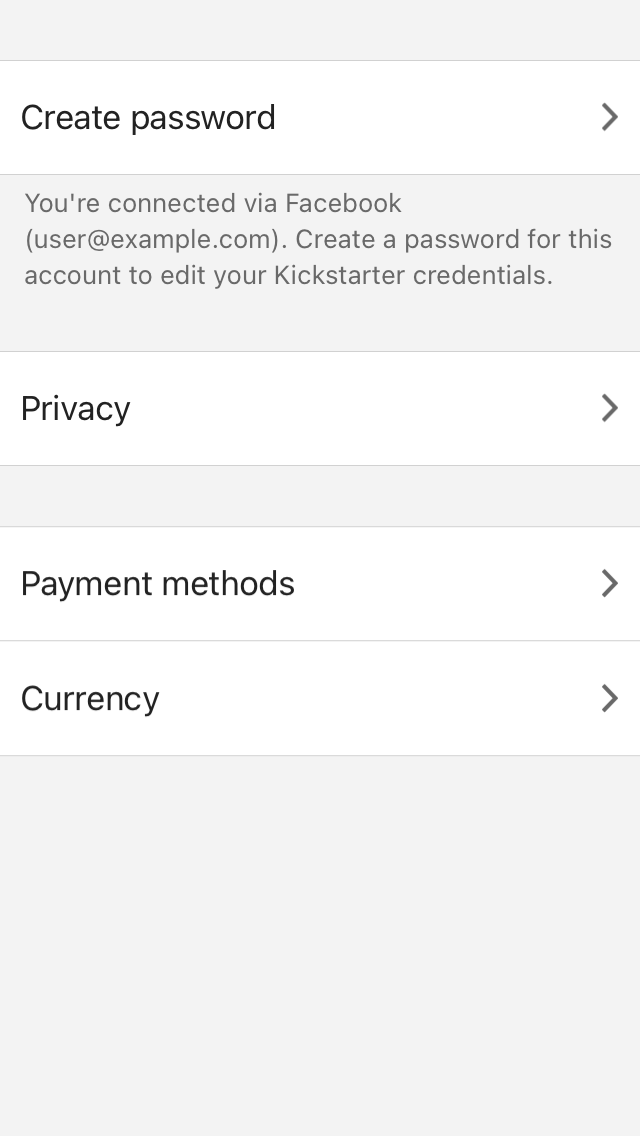 Create password
You're connected via Facebook
(user@example.com). Create a password for this
account to edit your Kickstarter credentials.
Privacy
Payment methods
Currency